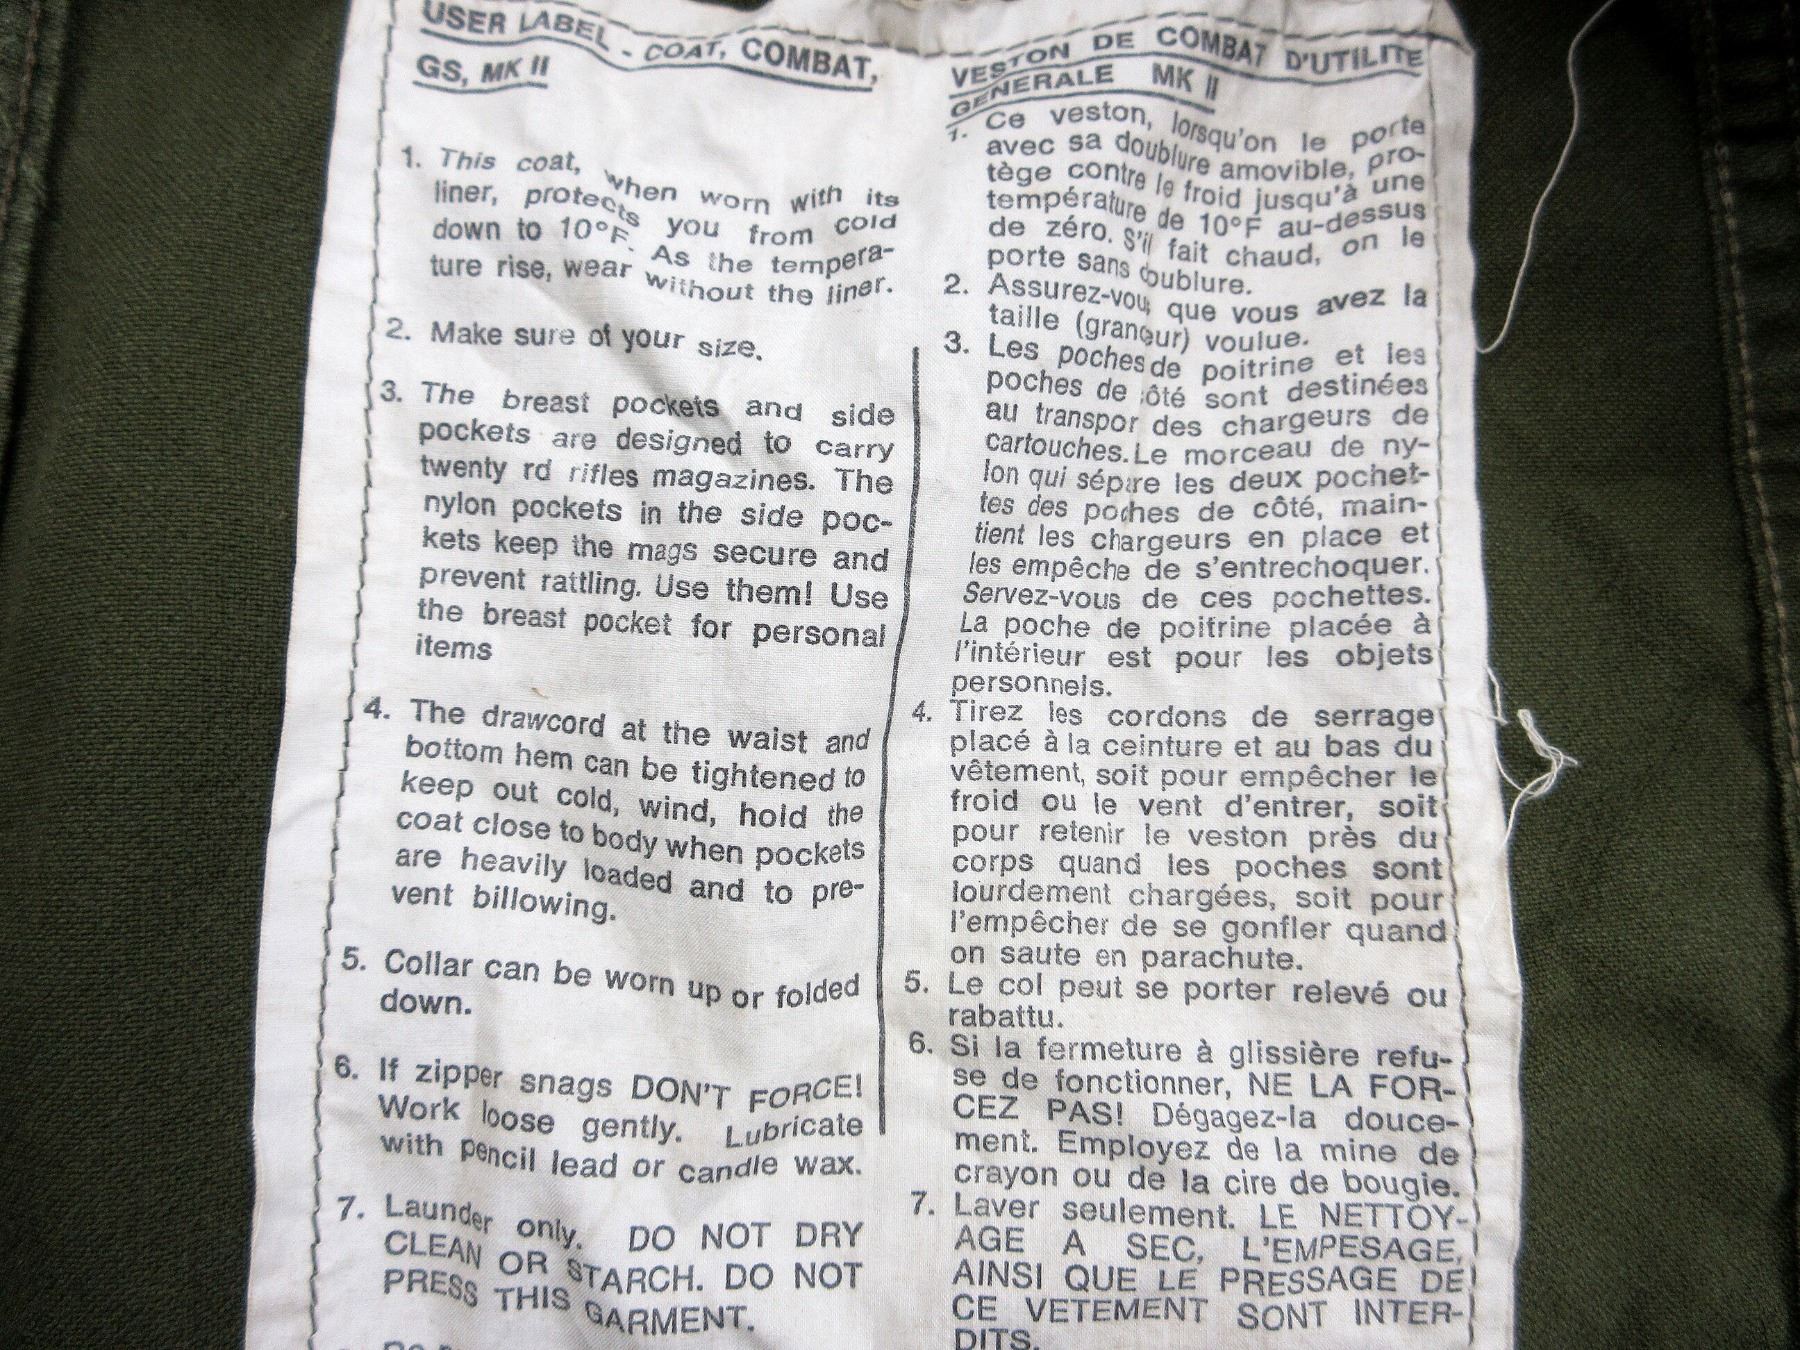 USER LABEL - COAT, COMBAT,
GS, MK II
1. This coat, when worn with its
liner, protects you from cold
down to 10°F. As the tempera-
ture rise, wear without the liner.
2. Make sure of your size.
3. The breast pockets and side
pockets are designed to carry
twenty rd rifles magazines. The
nylon pockets in the side poc-
kets keep the mags secure and
prevent rattling. Use them! Use
the breast pocket for personal
items
4. The drawcord at the waist and
bottom hem can be tightened to
keep out cold, wind, hold the
coat close to body when pockets
are heavily loaded and to pre-
vent billowing.
5. Collar can be worn up or folded
down.
6. If zipper snags DON'T FORCE!
Work loose gently. Lubricate
with pencil lead or candle wax.
7. Launder only. DO NOT DRY
CLEAN OR STARCH. DO NOT
PRESS THIS GARMENT.
VESTON DE COMBAT D'UTILITE
GENERALE MK II
1. Ce veston, lorsqu'on le porte
avec sa doublure amovible, pro-
tège contre le froid jusqu'à une
température de 10°F au-dessus
de zéro. S'il fait chaud, on le
porte sans doublure.
2. Assurez-vous que vous avez la
taille (grandeur) voulue.
3. Les poches de poitrine et les
poches de côté sont destinées
au transpor des chargeurs de
cartouches. Le morceau de ny-
lon qui sépare les deux pochet-
tes des poches de côté, main-
tient les chargeurs en place et
les empêche de s'entrechoquer.
Servez-vous de ces pochettes.
La poche de poitrine placée à
l'intérieur est pour les objets
personnels.
4. Tirez les cordons de serrage
placé à la ceinture et au bas du
vêtement, soit pour empêcher le
froid ou le vent d'entrer, soit
pour retenir le veston près du
corps quand les poches sont
lourdement chargées, soit pour
l'empêcher de se gonfler quand
on saute en parachute.
5. Le col peut se porter relevé ou
rabattu.
6. Si la fermeture à glissière refu-
se de fonctionner, NE LA FOR-
CEZ PAS! Dégagez-la douce-
ment. Employez de la mine de
crayon ou de la cire de bougie.
7. Laver seulement. LE NETTOY-
AGE A SEC, L'EMPESAGE,
AINSI QUE LE PRESSAGE DE
CE VETEMENT SONT INTER-
DITS.